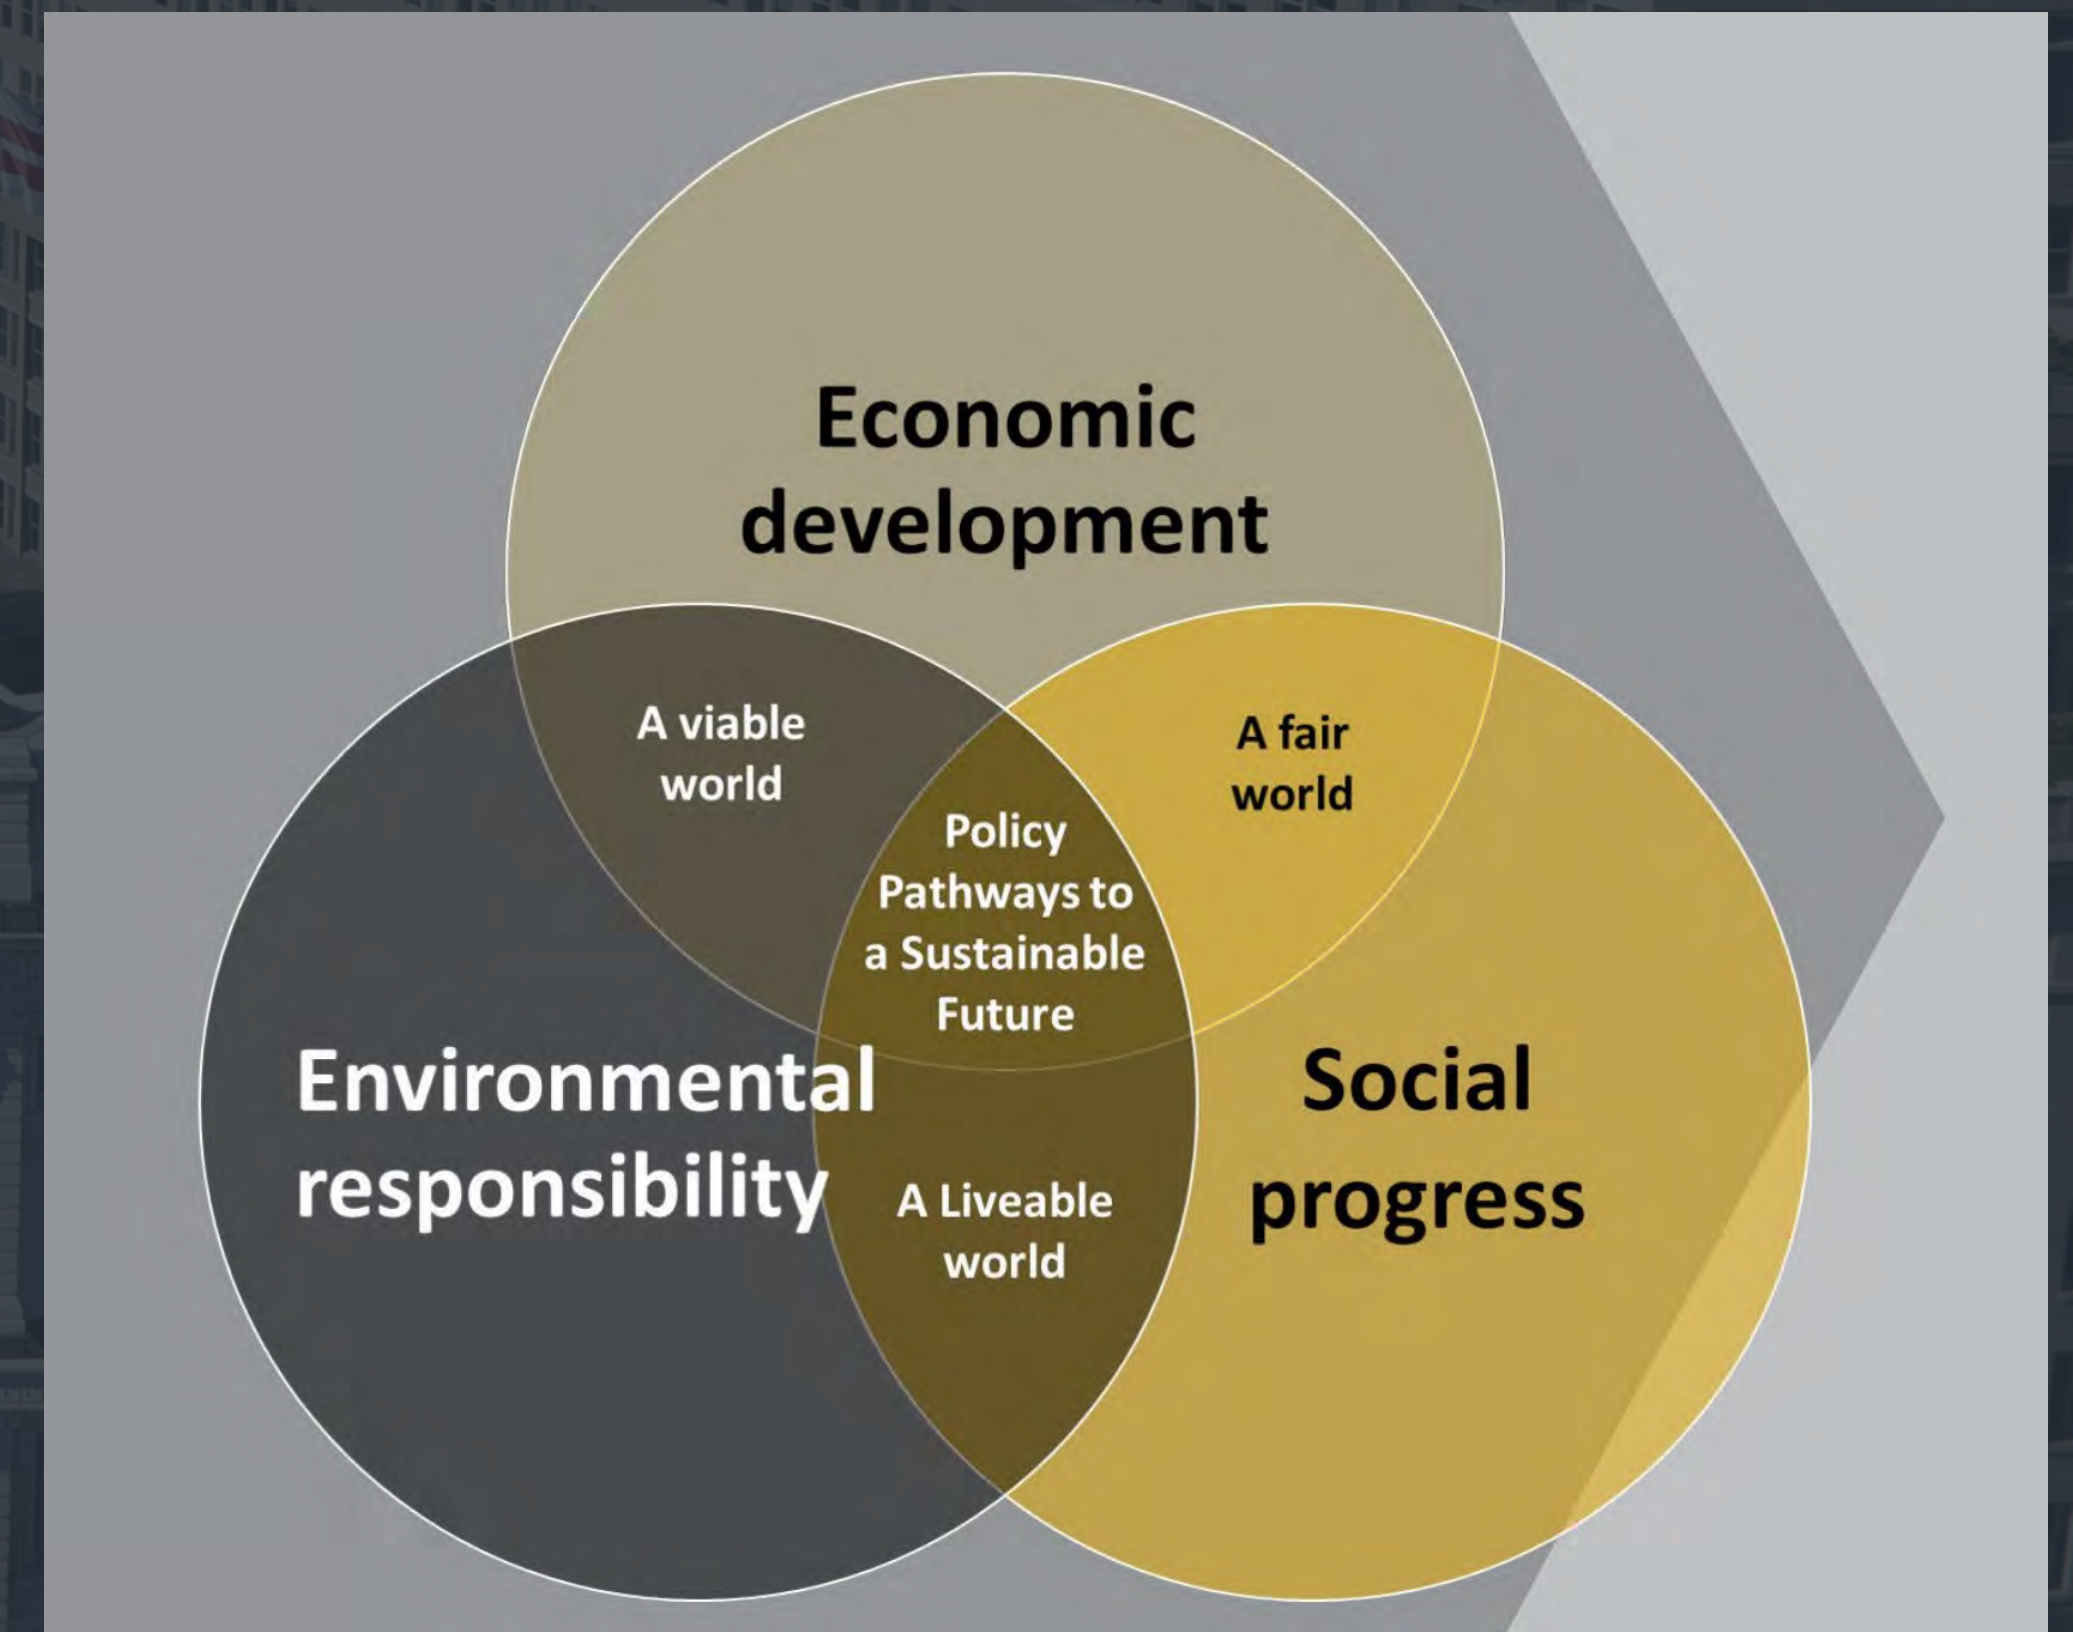 Economic
development
A viable
world
A fair
world
Policy
Pathways to
a Sustainable
Future
Environmental
responsibility
Social
progress
A Liveable
world